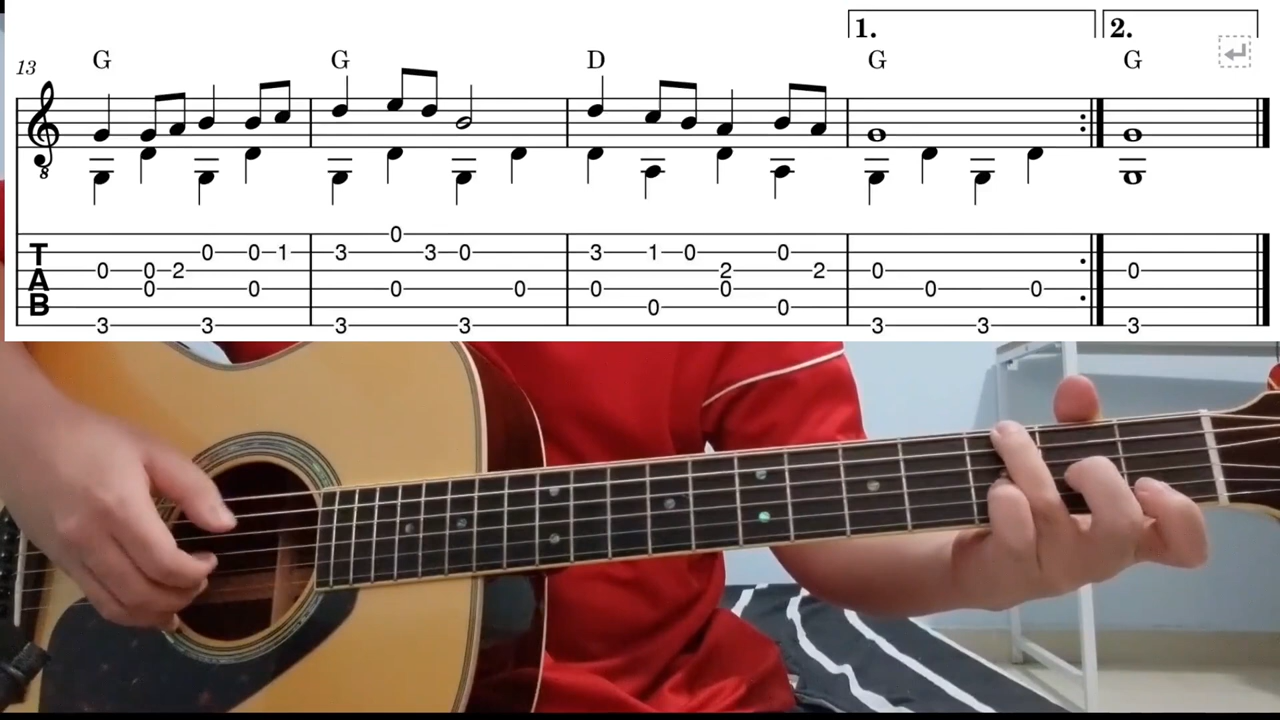 1. 2.
13 G G D G G
8
0 
T 0 0 1 3 3 0 3 1 0 0
A 0 0 2 2 2 0 0
0 0 0 0 0 0 0 0
B 0 0
3 3 3 3 3 3 3